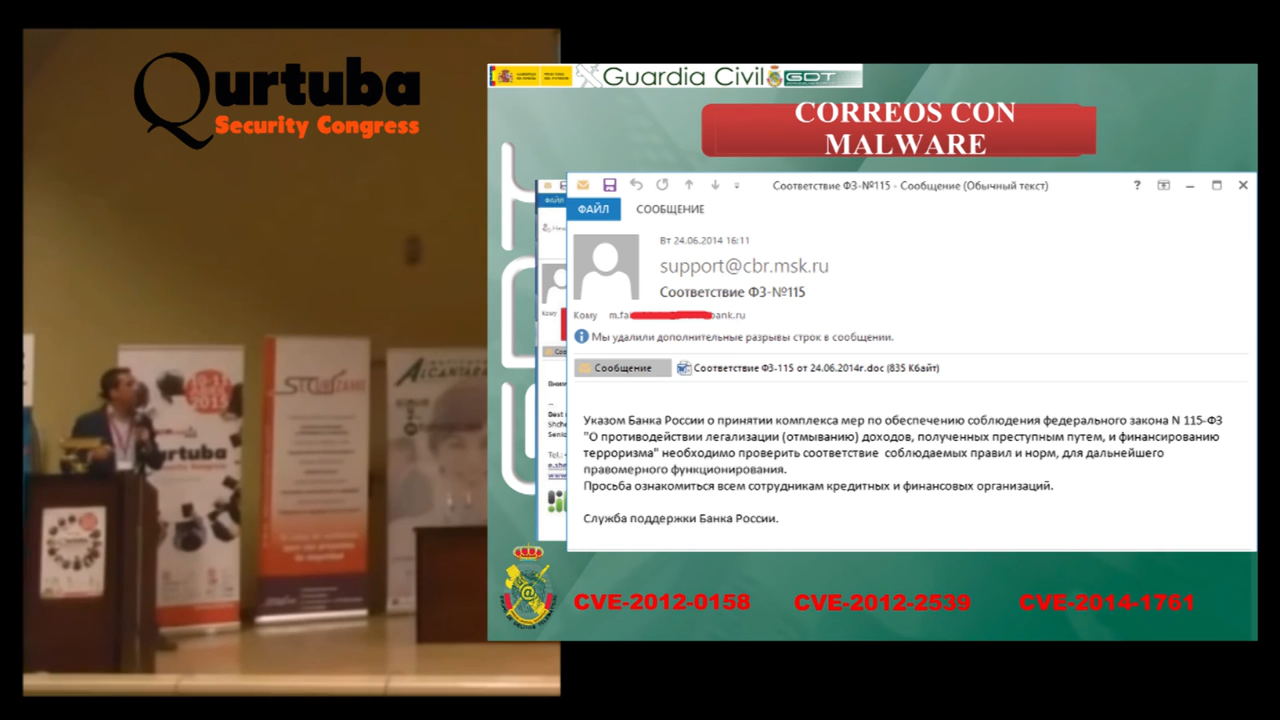 Qurtuba
Security Congress
Guardia Civil
GDT
CORREOS CON
MALWARE
Соответствие ФЗ-№115 - Сообщение (Обычный текст)
ФАЙЛ СООБЩЕНИЕ
Вт 24.06.2014 16:11
support@cbr.msk.ru
Соответствие ФЗ-№115
Кому
bank.ru
Мы удалили дополнительные разрывы строк в сообщении.
Сообщение
Соответствие ФЗ-115 от 24.06.2014г.doc (835 Кбайт)
Указом Банка России о принятии комплекса мер по обеспечению соблюдения федерального закона N 115-ФЗ
"О противодействии легализации (отмыванию) доходов, полученных преступным путем, и финансированию
терроризма" необходимо проверить соответствие соблюдаемых правил и норм, для дальнейшего
правомерного функционирования.
Просьба ознакомиться всем сотрудникам кредитных и финансовых организаций.
Служба поддержки Банка России.
CVE-2012-0158 CVE-2012-2539 CVE-2014-1761